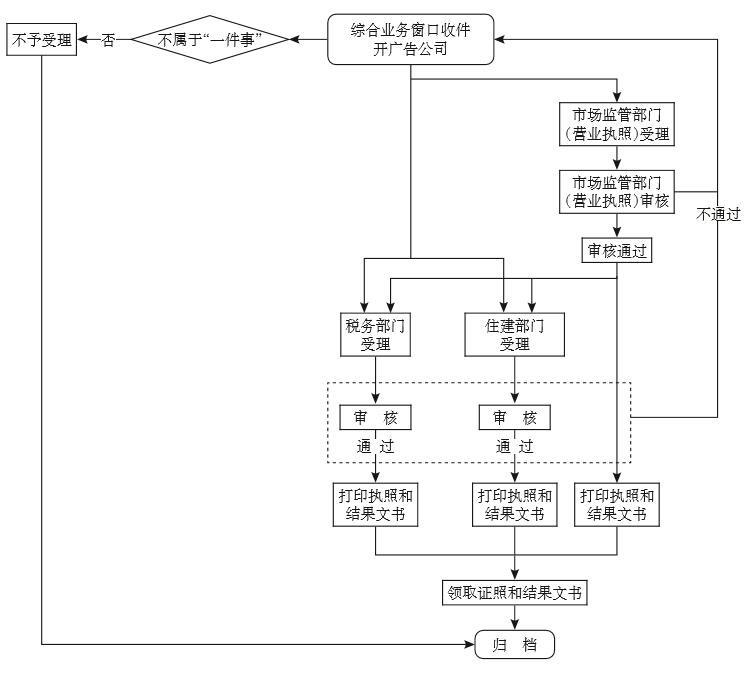 综合业务窗口收件
开广告公司
不属于“一件事”
否
不予受理
市场监管部门
（营业执照）受理
市场监管部门
（营业执照）审核
不通过
审核通过
税务部门
受理
住建部门
受理
审 核
审 核
通 过
通 过
打印执照和
结果文书
打印执照和
结果文书
打印执照和
结果文书
领取证照和结果文书
归 档